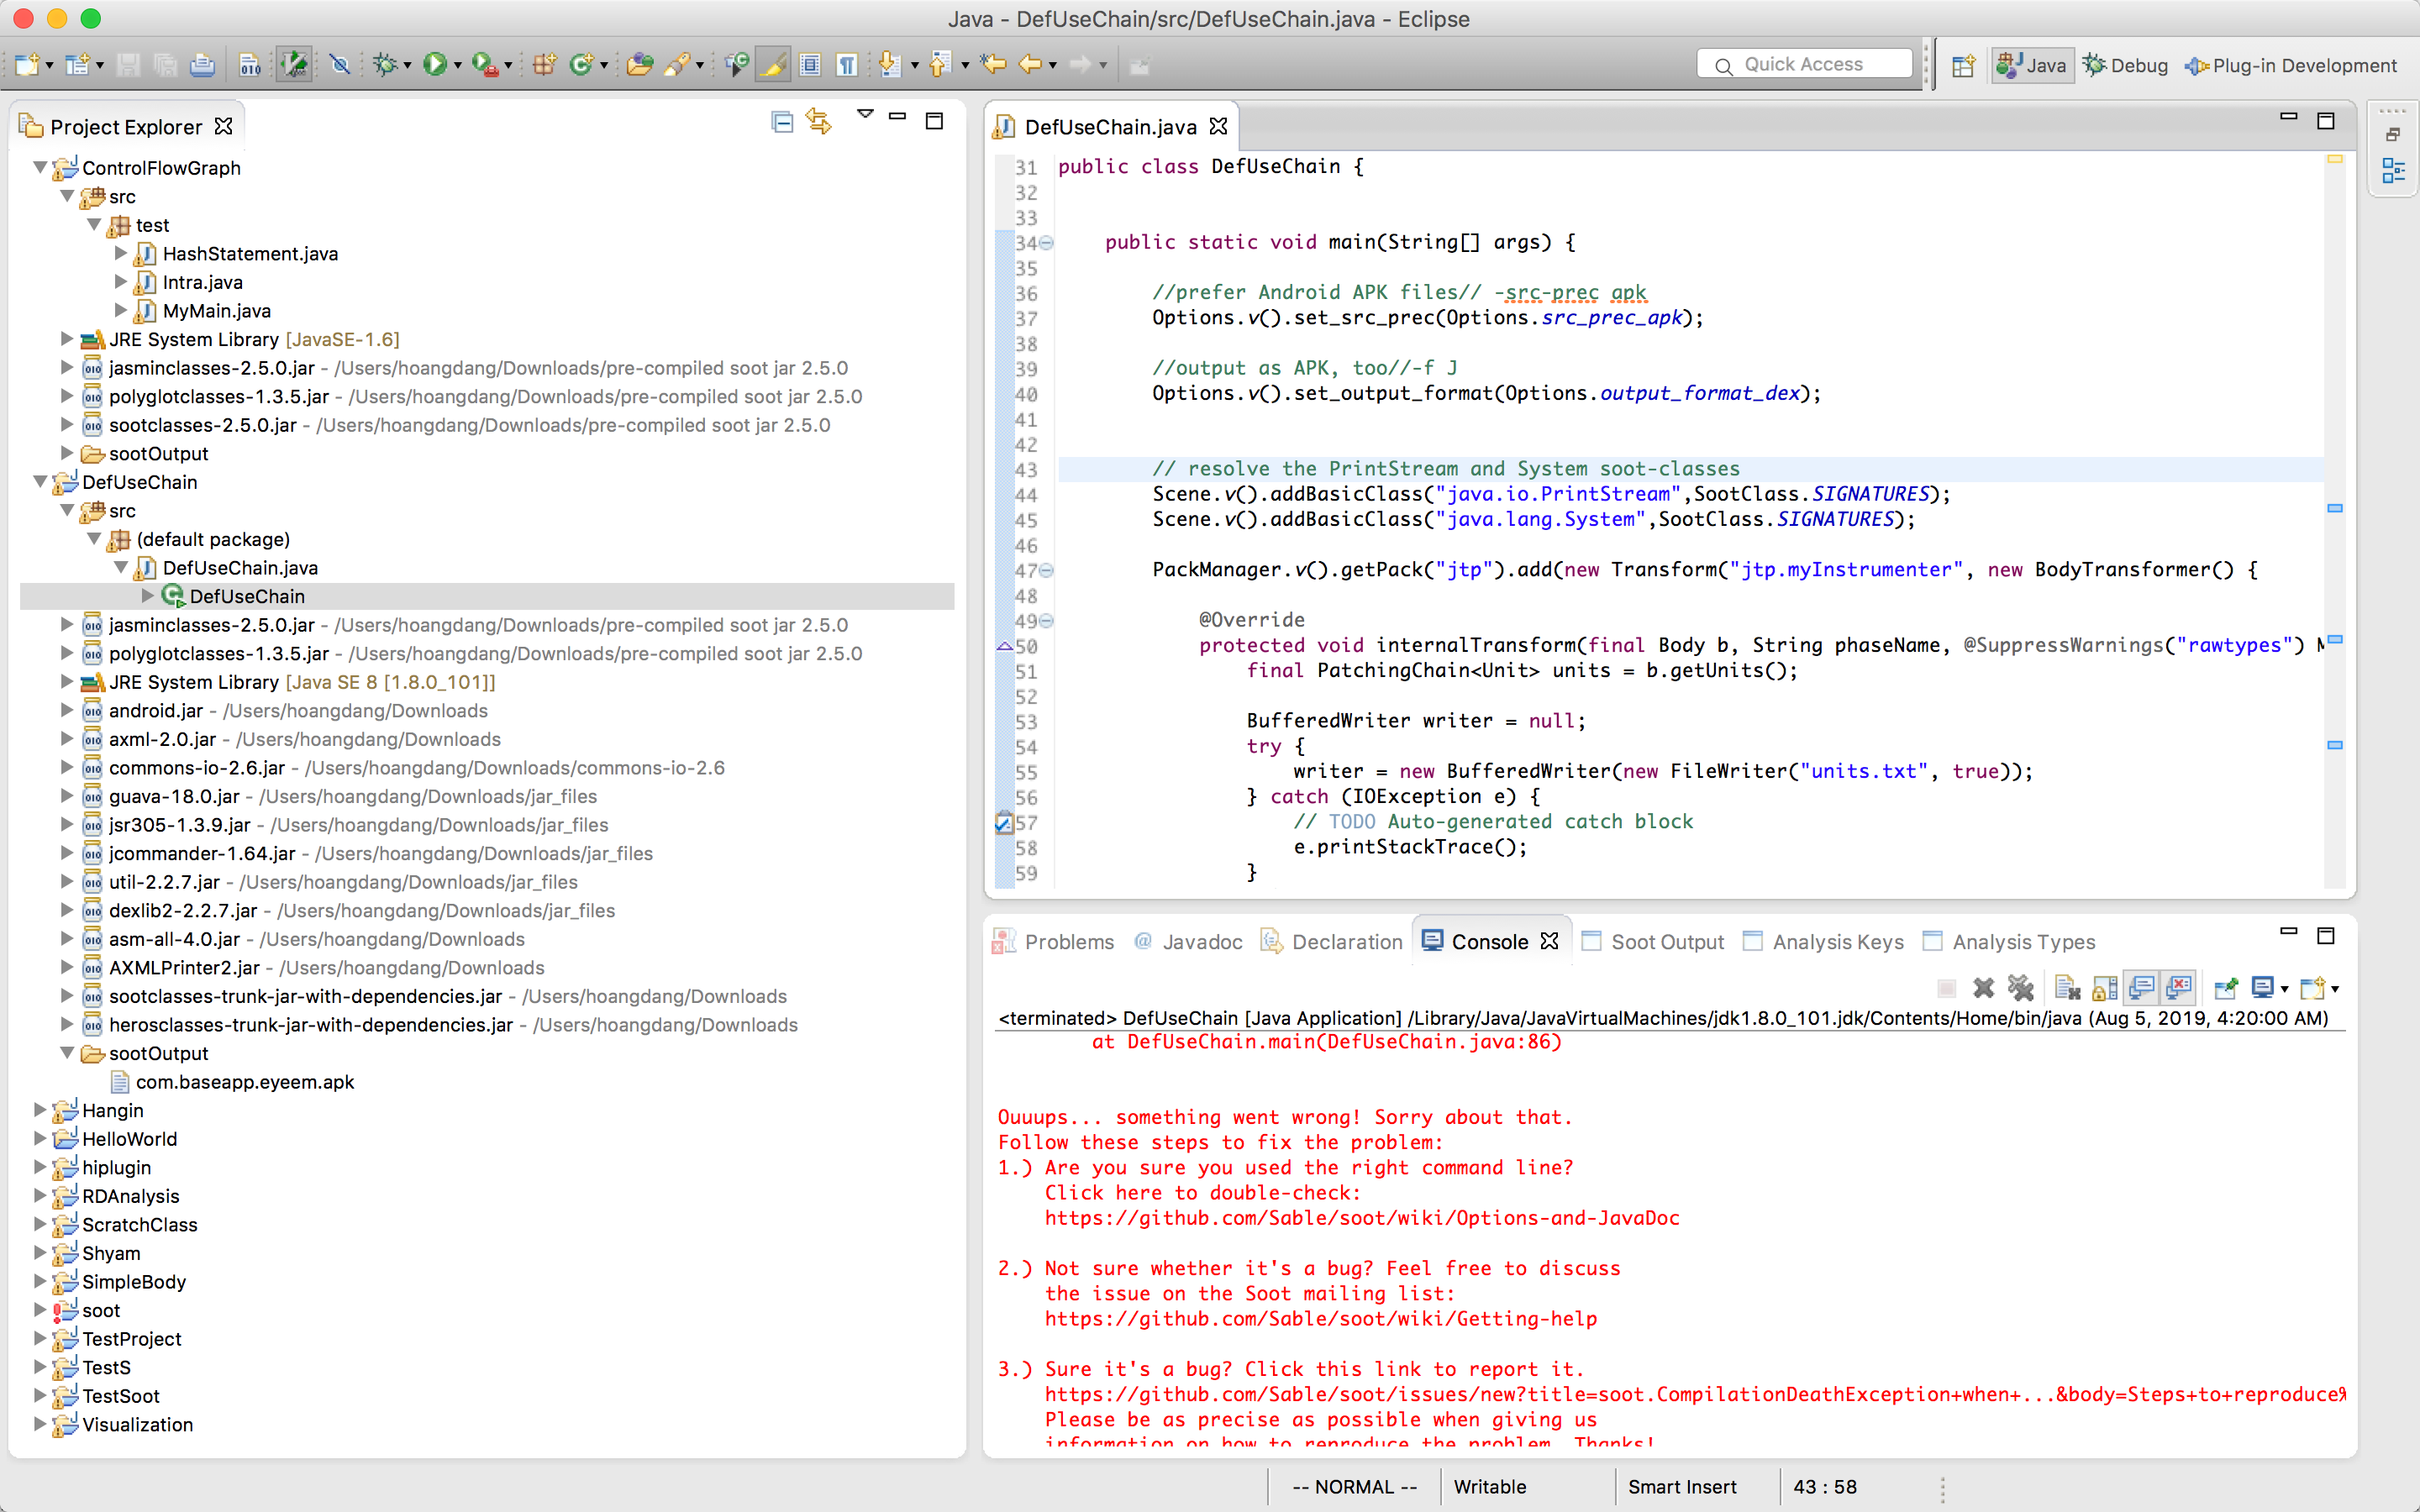 Java - DefUseChain/src/DefUseChain.java - Eclipse
Quick Access
Java
Debug
Plug-in Development
Project Explorer
ControlFlowGraph
src
test
HashStatement.java
Intra.java
MyMain.java
JRE System Library [JavaSE-1.6]
jasminclasses-2.5.0.jar - /Users/hoangdang/Downloads/pre-compiled soot jar 2.5.0
polyglotclasses-1.3.5.jar - /Users/hoangdang/Downloads/pre-compiled soot jar 2.5.0
sootclasses-2.5.0.jar - /Users/hoangdang/Downloads/pre-compiled soot jar 2.5.0
sootOutput
DefUseChain
src
(default package)
DefUseChain.java
DefUseChain
jasminclasses-2.5.0.jar - /Users/hoangdang/Downloads/pre-compiled soot jar 2.5.0
polyglotclasses-1.3.5.jar - /Users/hoangdang/Downloads/pre-compiled soot jar 2.5.0
JRE System Library [Java SE 8 [1.8.0_101]]
android.jar - /Users/hoangdang/Downloads
axml-2.0.jar - /Users/hoangdang/Downloads
commons-io-2.6.jar - /Users/hoangdang/Downloads/commons-io-2.6
guava-18.0.jar - /Users/hoangdang/Downloads/jar_files
jsr305-1.3.9.jar - /Users/hoangdang/Downloads/jar_files
jcommander-1.64.jar - /Users/hoangdang/Downloads/jar_files
util-2.2.7.jar - /Users/hoangdang/Downloads/jar_files
dexlib2-2.2.7.jar - /Users/hoangdang/Downloads/jar_files
asm-all-4.0.jar - /Users/hoangdang/Downloads
AXMLPrinter2.jar - /Users/hoangdang/Downloads
sootclasses-trunk-jar-with-dependencies.jar - /Users/hoangdang/Downloads
herosclasses-trunk-jar-with-dependencies.jar - /Users/hoangdang/Downloads
sootOutput
com.baseapp.eyeem.apk
Hangin
HelloWorld
hiplugin
RDAnalysis
ScratchClass
Shyam
SimpleBody
soot
TestProject
TestS
TestSoot
Visualization
DefUseChain.java
31 public class DefUseChain {
32
33
34 public static void main(String[] args) {
35
36 //prefer Android APK files// -src-prec apk
37 Options.v().set_src_prec(Options.src_prec_apk);
38
39 //output as APK, too//-f J
40 Options.v().set_output_format(Options.output_format_dex);
41
42
43 // resolve the PrintStream and System soot-classes
44 Scene.v().addBasicClass("java.io.PrintStream",SootClass.SIGNATURES);
45 Scene.v().addBasicClass("java.lang.System",SootClass.SIGNATURES);
46
47 PackManager.v().getPack("jtp").add(new Transform("jtp.myInstrumenter", new BodyTransformer() {
48
49 @Override
50 protected void internalTransform(final Body b, String phaseName, @SuppressWarnings("rawtypes") M
51 final PatchingChain<Unit> units = b.getUnits();
52
53 BufferedWriter writer = null;
54 try {
55 writer = new BufferedWriter(new FileWriter("units.txt", true));
56 } catch (IOException e) {
57 // TODO Auto-generated catch block
58 e.printStackTrace();
59 }
Problems
Javadoc
Declaration
Console
Soot Output
Analysis Keys
Analysis Types
<terminated> DefUseChain [Java Application] /Library/Java/JavaVirtualMachines/jdk1.8.0_101.jdk/Contents/Home/bin/java (Aug 5, 2019, 4:20:00 AM)
at DefUseChain.main(DefUseChain.java:86)
Ouuups... something went wrong! Sorry about that.
Follow these steps to fix the problem:
1.) Are you sure you used the right command line?
Click here to double-check:
https://github.com/Sable/soot/wiki/Options-and-JavaDoc
2.) Not sure whether it's a bug? Feel free to discuss
the issue on the Soot mailing list:
https://github.com/Sable/soot/wiki/Getting-help
3.) Sure it's a bug? Click this link to report it.
https://github.com/Sable/soot/issues/new?title=soot.CompilationDeathException+when+...&body=Steps+to+reproduce%
Please be as precise as possible when giving us
information on how to reproduce the problem. Thanks!
-- NORMAL --
Writable
Smart Insert
43 : 58